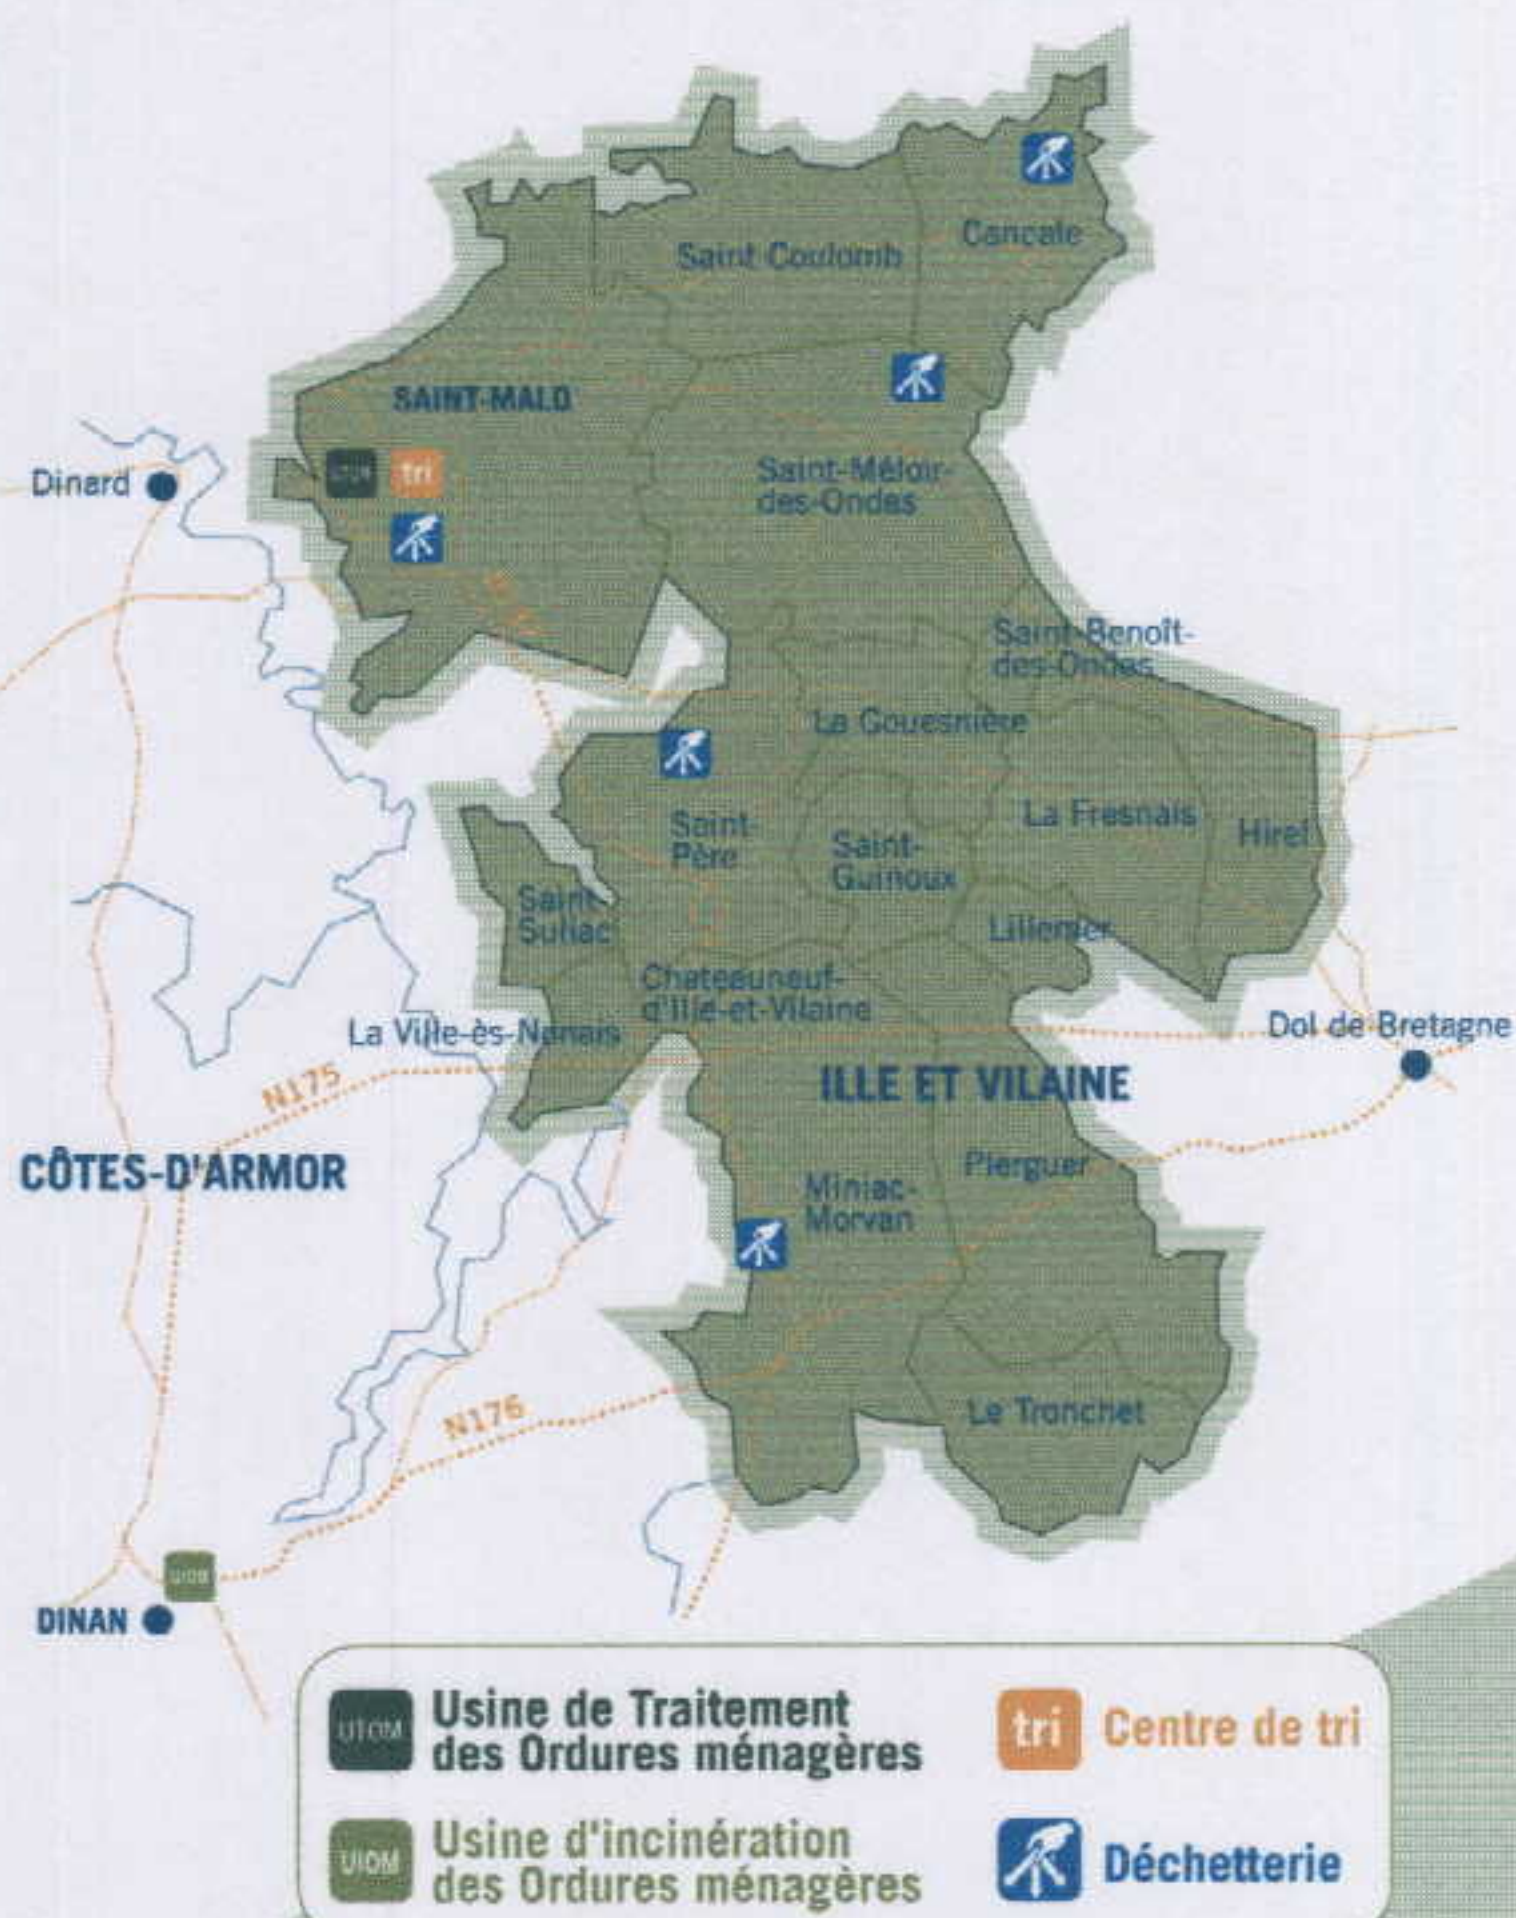 Cancale
Saint Coulomb
SAINT-MALO
tri
Saint-Méloir-
des-Ondes
Dinard
Saint-Benoît-
des-Ondes
La Gouesnière
La Fresnais
Hirel
Saint-
Père
Saint-
Guinoux
Saint-
Suliac
Lillemer
Chateauneuf-
d'Ille-et-Vilaine
La Ville-ès-Nonais
Dol de Bretagne
N175
ILLE ET VILAINE
CÔTES-D'ARMOR
Plerguer
Miniac-
Morvan
N176
Le Tronchet
UIOM
DINAN
UTOM
Usine de Traitement
des Ordures ménagères
tri
Centre de tri
UIOM
Usine d'incinération
des Ordures ménagères
Déchetterie